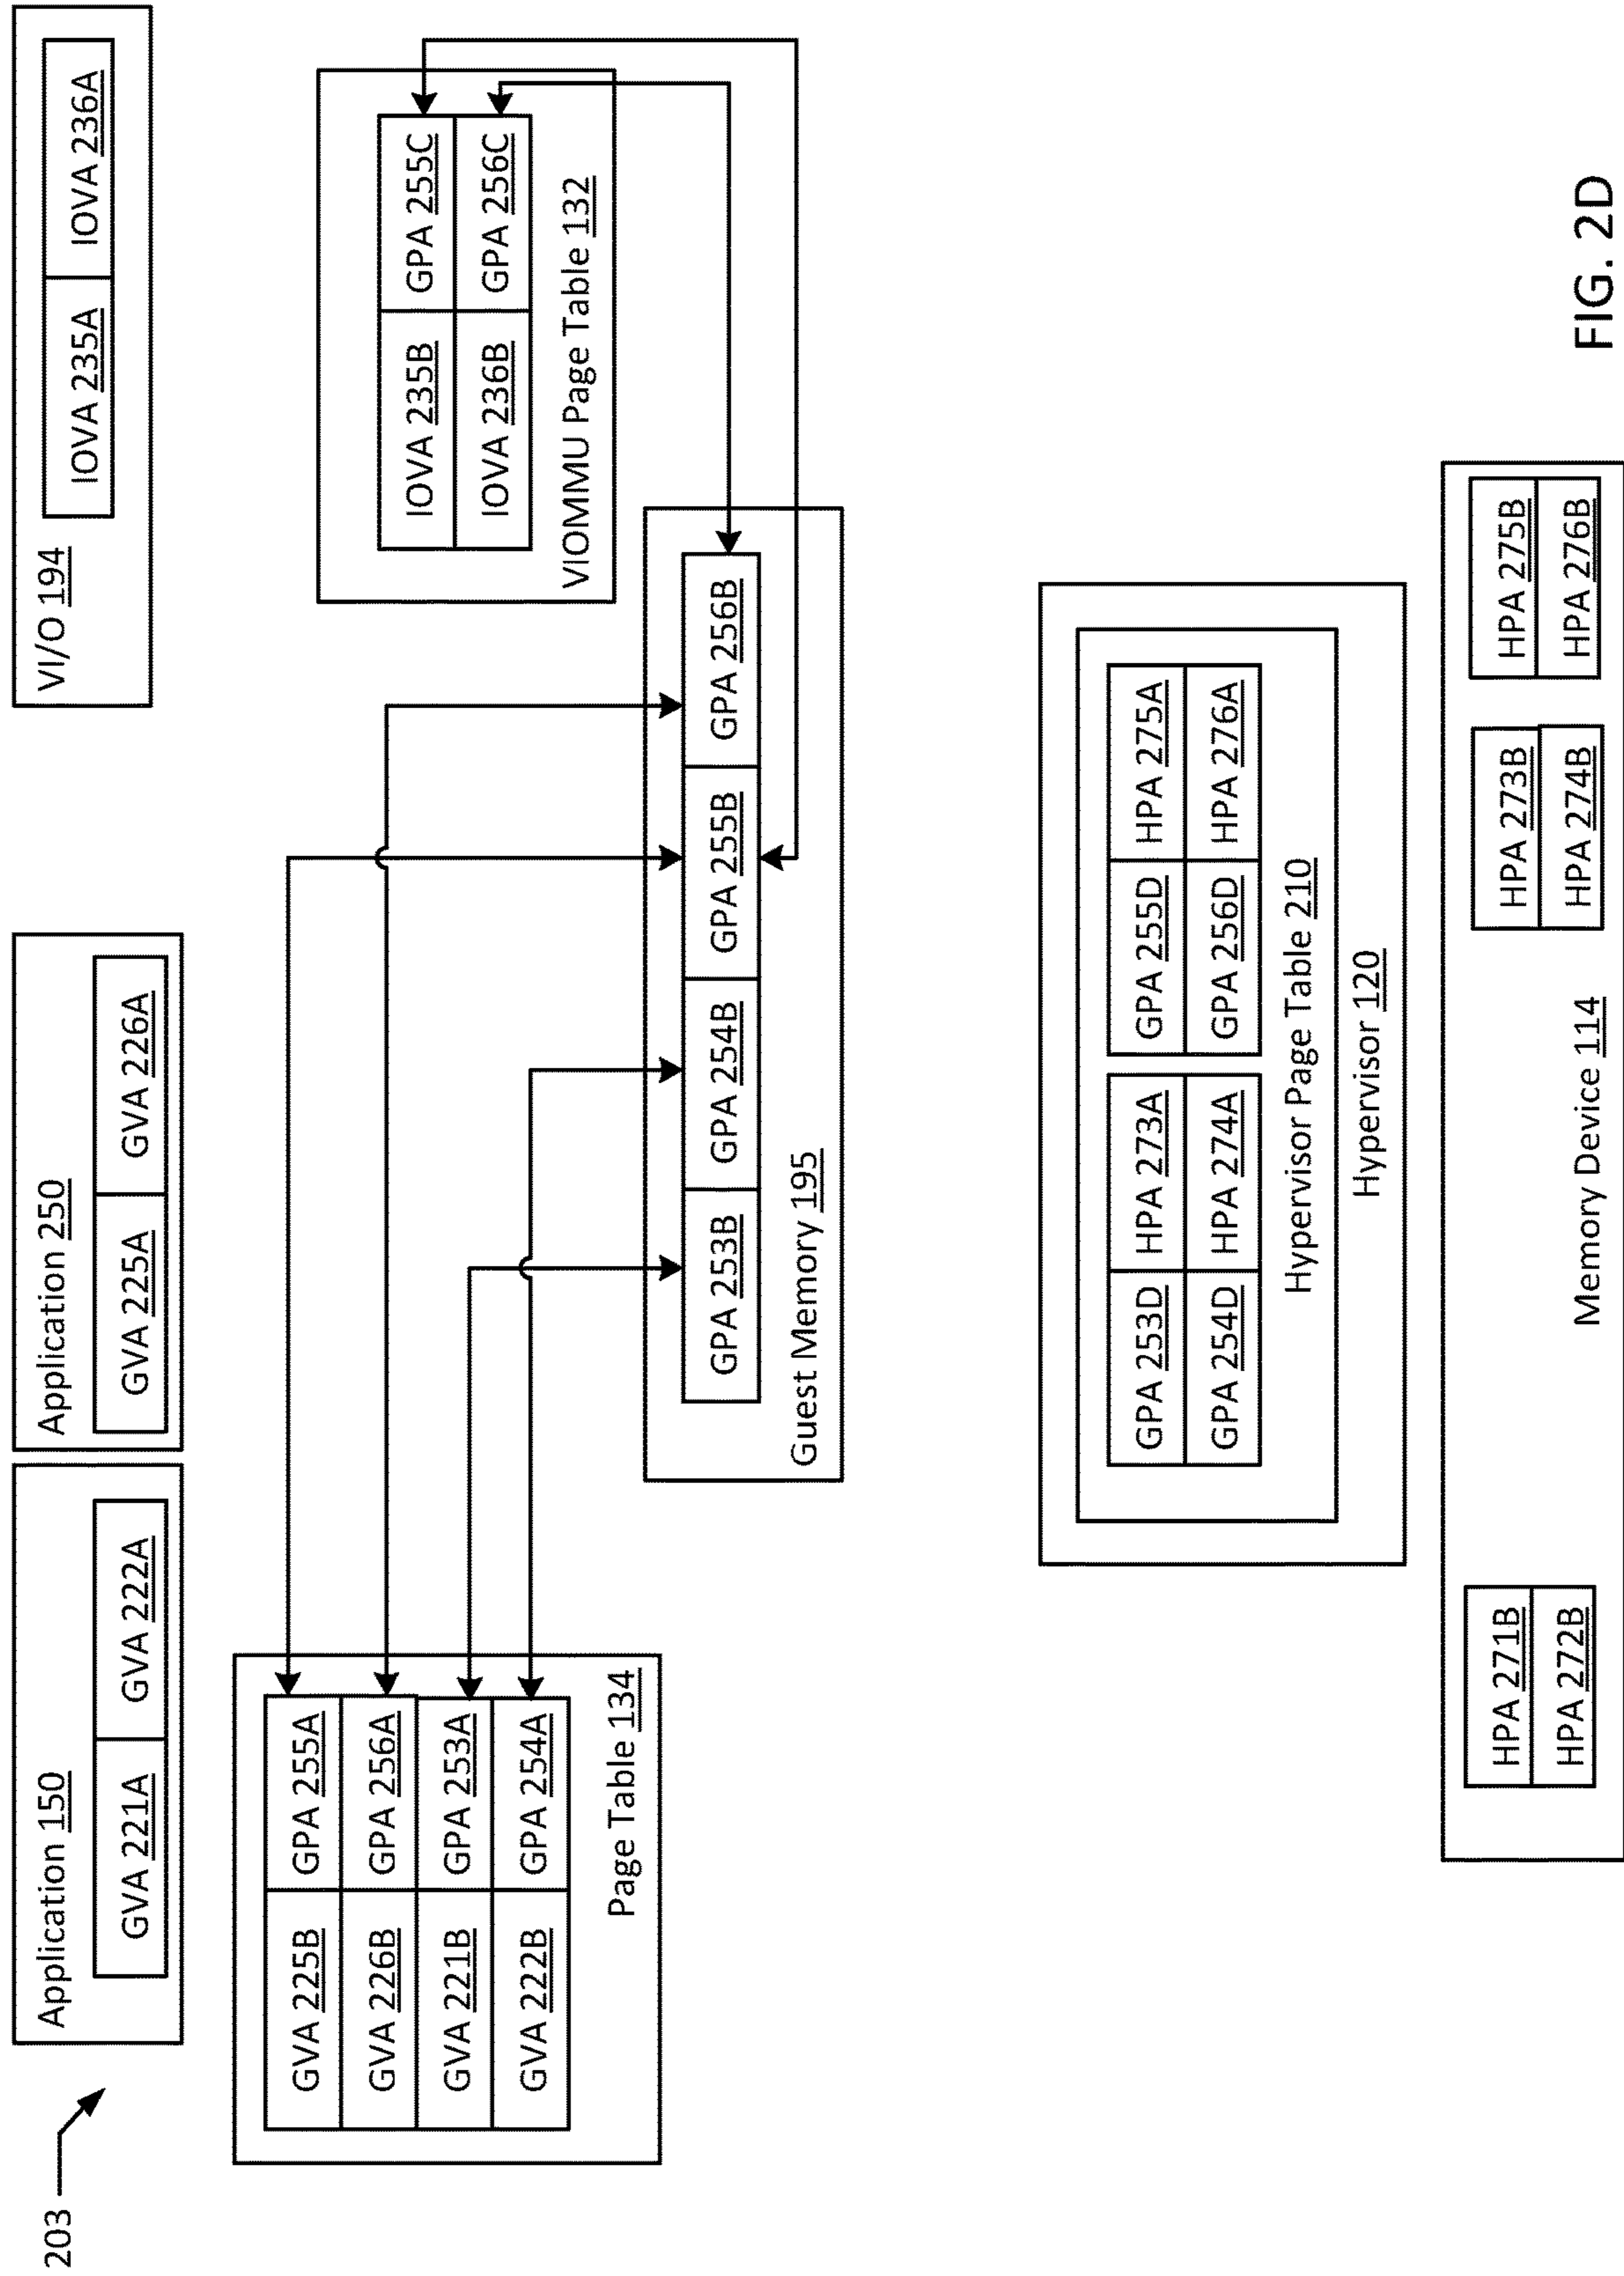 203
Application 150
GVA 221A GVA 222A
Application 250
GVA 225A GVA 226A
VI/O 194
IOVA 235A IOVA 236A
GVA 225B GPA 255A
GVA 226B GPA 256A
GVA 221B GPA 253A
GVA 222B GPA 254A
Page Table 134
IOVA 235B GPA 255C
IOVA 236B GPA 256C
VIOMMU Page Table 132
GPA 253B GPA 254B GPA 255B GPA 256B
Guest Memory 195
GPA 253D HPA 273A GPA 255D HPA 275A
GPA 254D HPA 274A GPA 256D HPA 276A
Hypervisor Page Table 210
Hypervisor 120
HPA 271B HPA 273B HPA 275B
HPA 272B HPA 274B HPA 276B
Memory Device 114
FIG. 2D